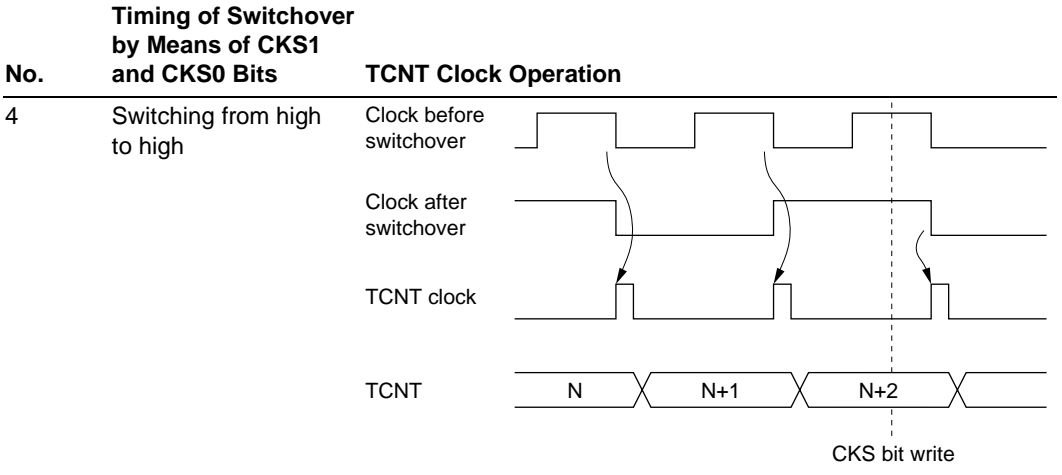 Timing of Switchover
by Means of CKS1
No. and CKS0 Bits TCNT Clock Operation
4 Switching from high
to high
Clock before
switchover
Clock after
switchover
TCNT clock
TCNT N N+1 N+2
CKS bit write